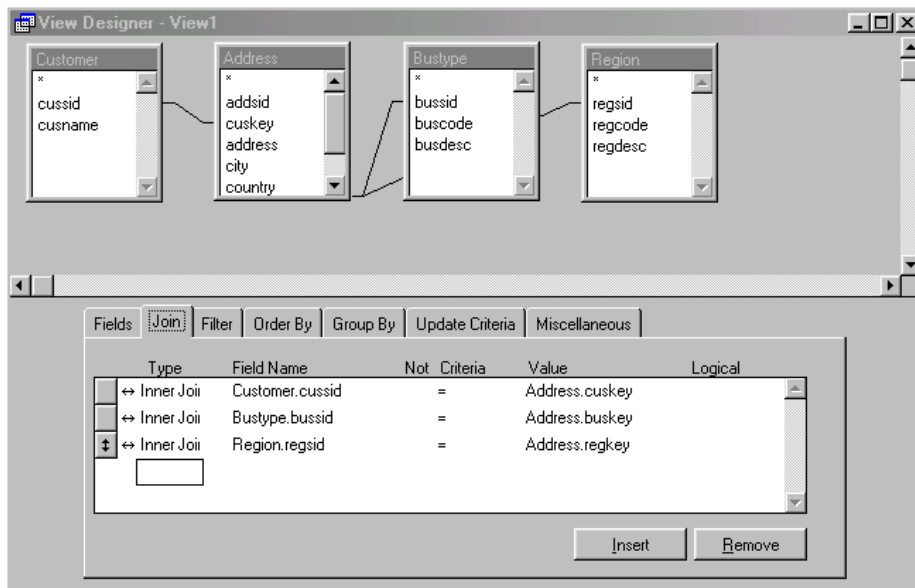 View Designer - View1
Customer
*
cussid
cusname
Address
*
addsid
cuskey
address
city
country
Bustype
*
bussid
buscode
busdesc
Region
*
regsid
regcode
regdesc
Fields Join Filter Order By Group By Update Criteria Miscellaneous
Type Field Name Not Criteria Value Logical
↔ Inner Joi Customer.cussid = Address.cuskey
↔ Inner Joi Bustype.bussid = Address.buskey
↕ ↔ Inner Joi Region.regsid = Address.regkey
Insert Remove